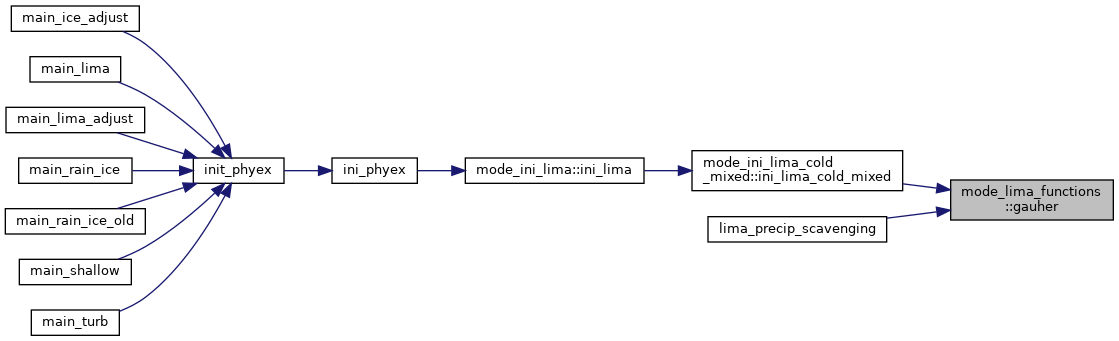 main_ice_adjust
main_lima
main_lima_adjust
main_rain_ice
main_rain_ice_old
main_shallow
main_turb
init_phyex
ini_phyex
mode_ini_lima::ini_lima
mode_ini_lima_cold
_mixed::ini_lima_cold_mixed
lima_precip_scavenging
mode_lima_functions
::gauher